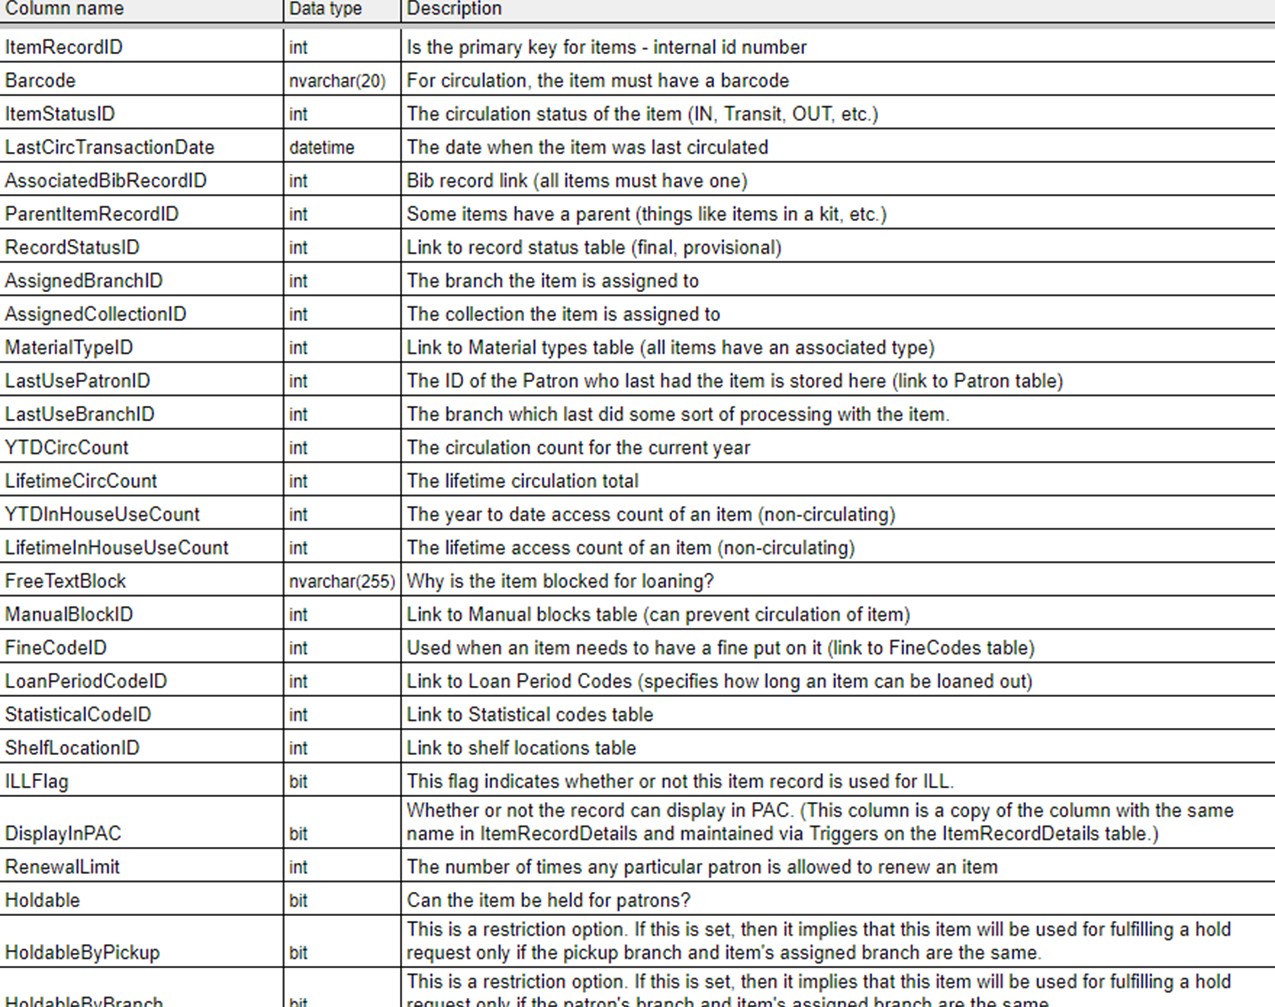 Column name Data type Description
ItemRecordID int Is the primary key for items - internal id number
Barcode nvarchar(20) For circulation, the item must have a barcode
ItemStatusID int The circulation status of the item (IN, Transit, OUT, etc.)
LastCircTransactionDate datetime The date when the item was last circulated
AssociatedBibRecordID int Bib record link (all items must have one)
ParentItemRecordID int Some items have a parent (things like items in a kit, etc.)
RecordStatusID int Link to record status table (final, provisional)
AssignedBranchID int The branch the item is assigned to
AssignedCollectionID int The collection the item is assigned to
MaterialTypeID int Link to Material types table (all items have an associated type)
LastUsePatronID int The ID of the Patron who last had the item is stored here (link to Patron table)
LastUseBranchID int The branch which last did some sort of processing with the item.
YTDCircCount int The circulation count for the current year
LifetimeCircCount int The lifetime circulation total
YTDInHouseUseCount int The year to date access count of an item (non-circulating)
LifetimeInHouseUseCount int The lifetime access count of an item (non-circulating)
FreeTextBlock nvarchar(255) Why is the item blocked for loaning?
ManualBlockID int Link to Manual blocks table (can prevent circulation of item)
FineCodeID int Used when an item needs to have a fine put on it (link to FineCodes table)
LoanPeriodCodeID int Link to Loan Period Codes (specifies how long an item can be loaned out)
StatisticalCodeID int Link to Statistical codes table
ShelfLocationID int Link to shelf locations table
ILLFlag bit This flag indicates whether or not this item record is used for ILL.
Whether or not the record can display in PAC. (This column is a copy of the column with the same
DisplayInPAC bit name in ItemRecordDetails and maintained via Triggers on the ItemRecordDetails table.)
RenewalLimit int The number of times any particular patron is allowed to renew an item
Holdable bit Can the item be held for patrons?
This is a restriction option. If this is set, then it implies that this item will be used for fulfilling a hold
HoldableByPickup bit request only if the pickup branch and item's assigned branch are the same.
This is a restriction option. If this is set, then it implies that this item will be used for fulfilling a hold
HoldableByBranch bit request only if the patron's branch and item's assigned branch are the same